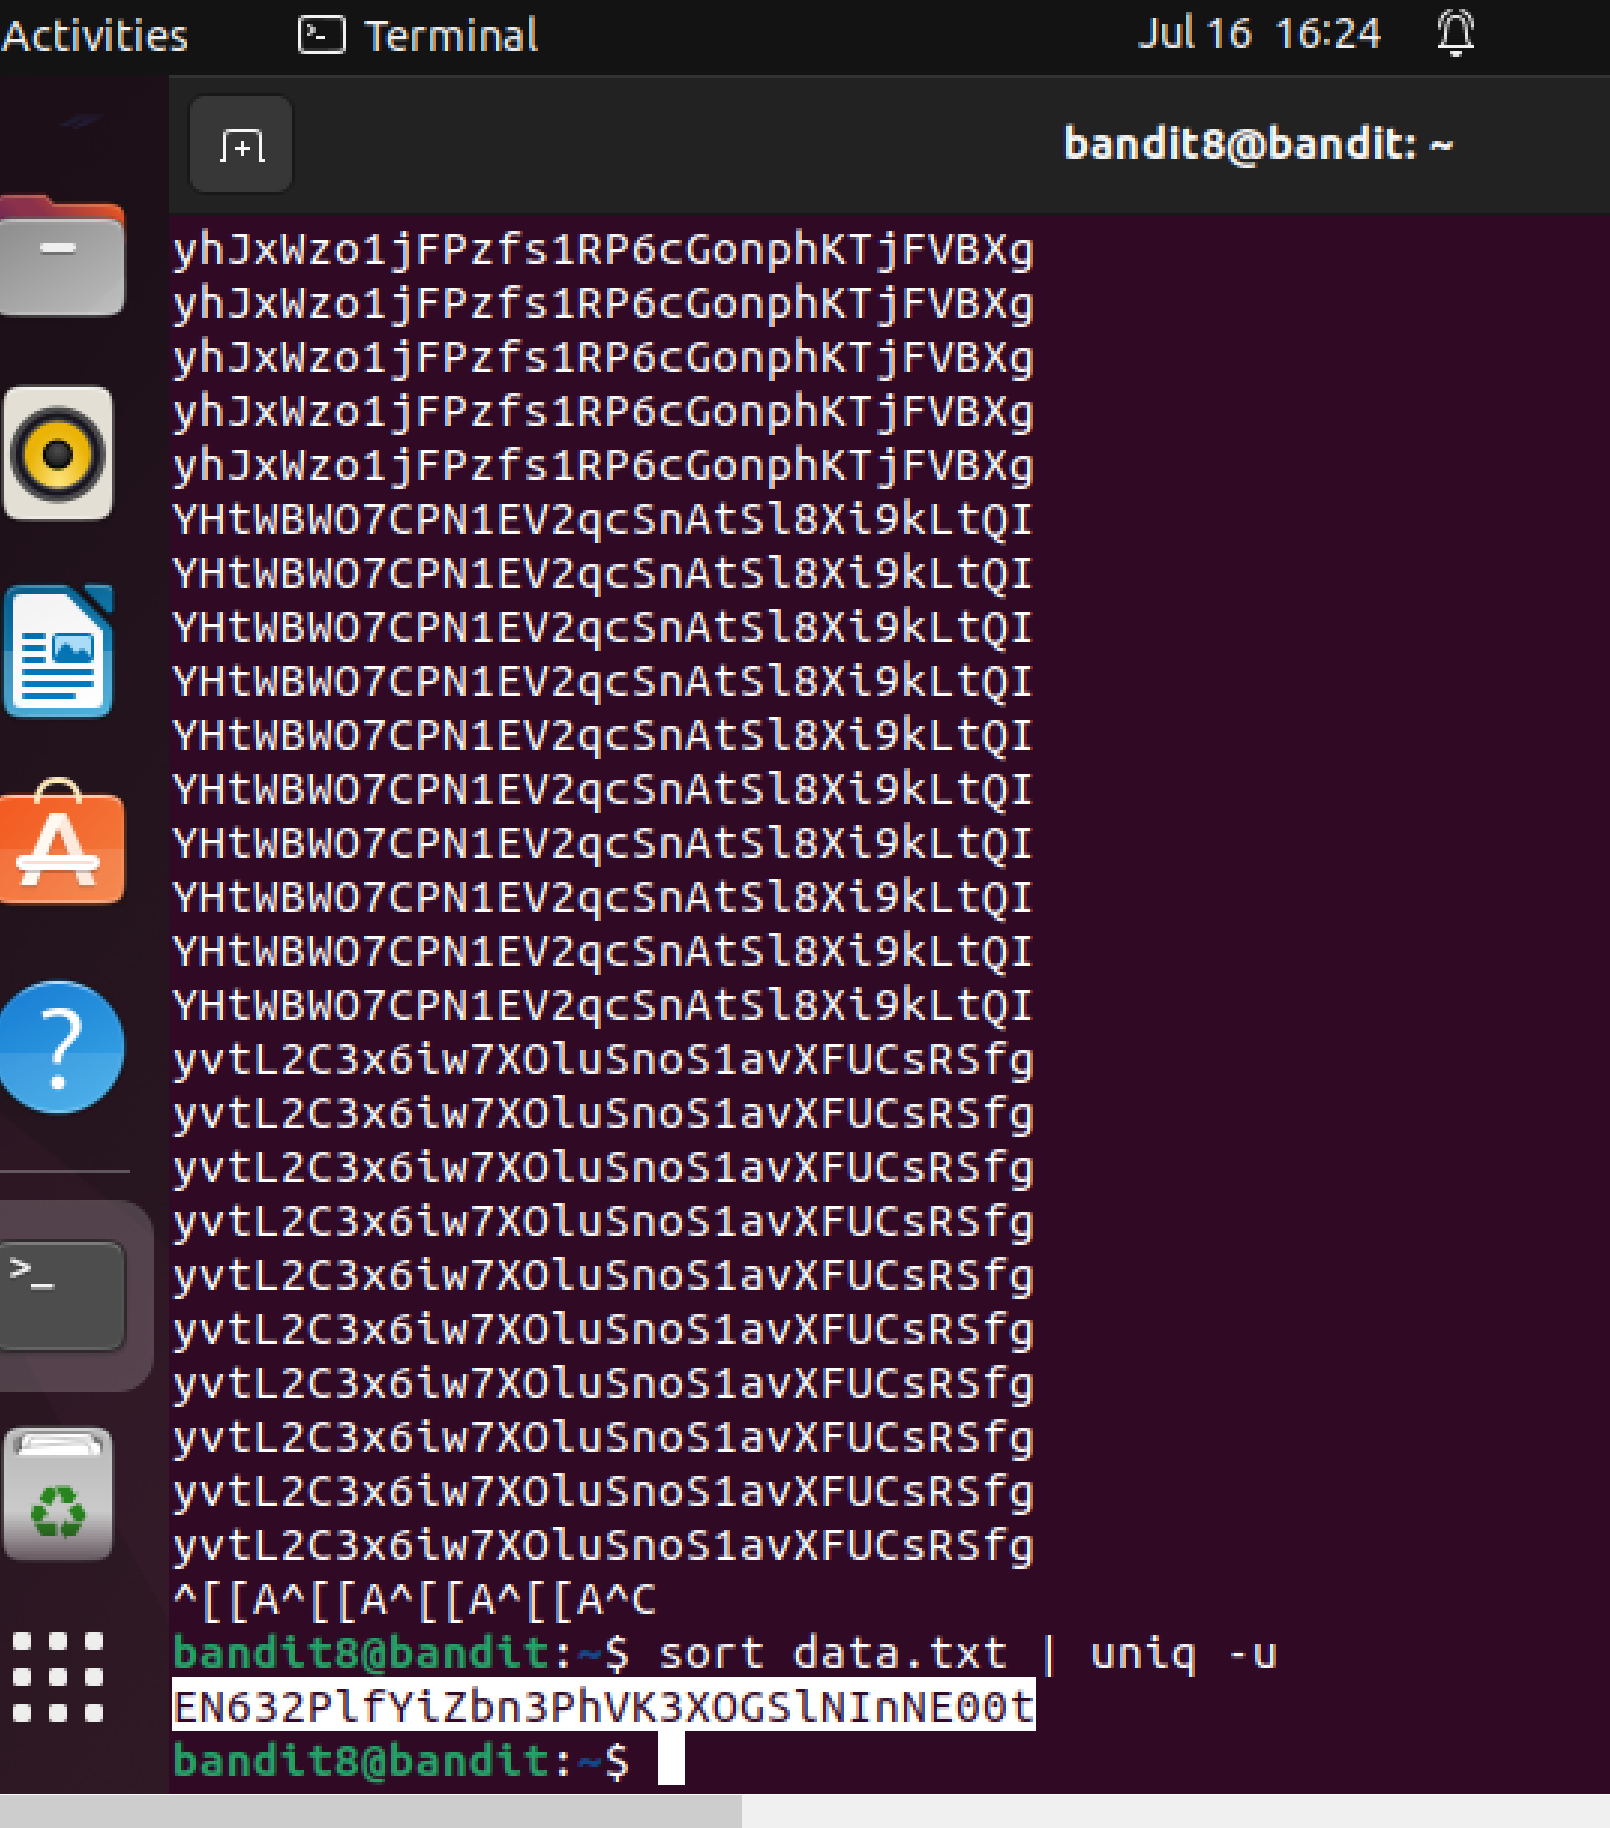 Activities
Terminal
Jul 16 16:24
bandit8@bandit: ~
yhJxWzo1jFPzfs1RP6cGonphKTjFVBXg
yhJxWzo1jFPzfs1RP6cGonphKTjFVBXg
yhJxWzo1jFPzfs1RP6cGonphKTjFVBXg
yhJxWzo1jFPzfs1RP6cGonphKTjFVBXg
yhJxWzo1jFPzfs1RP6cGonphKTjFVBXg
YHtWBWO7CPN1EV2qcSnAtSl8Xi9kLtQI
YHtWBWO7CPN1EV2qcSnAtSl8Xi9kLtQI
YHtWBWO7CPN1EV2qcSnAtSl8Xi9kLtQI
YHtWBWO7CPN1EV2qcSnAtSl8Xi9kLtQI
YHtWBWO7CPN1EV2qcSnAtSl8Xi9kLtQI
YHtWBWO7CPN1EV2qcSnAtSl8Xi9kLtQI
YHtWBWO7CPN1EV2qcSnAtSl8Xi9kLtQI
YHtWBWO7CPN1EV2qcSnAtSl8Xi9kLtQI
YHtWBWO7CPN1EV2qcSnAtSl8Xi9kLtQI
YHtWBWO7CPN1EV2qcSnAtSl8Xi9kLtQI
yvtL2C3x6iw7XOluSnoS1avXFUCsRSfg
yvtL2C3x6iw7XOluSnoS1avXFUCsRSfg
yvtL2C3x6iw7XOluSnoS1avXFUCsRSfg
yvtL2C3x6iw7XOluSnoS1avXFUCsRSfg
yvtL2C3x6iw7XOluSnoS1avXFUCsRSfg
yvtL2C3x6iw7XOluSnoS1avXFUCsRSfg
yvtL2C3x6iw7XOluSnoS1avXFUCsRSfg
yvtL2C3x6iw7XOluSnoS1avXFUCsRSfg
yvtL2C3x6iw7XOluSnoS1avXFUCsRSfg
yvtL2C3x6iw7XOluSnoS1avXFUCsRSfg
^[[A^[[A^[[A^[[A^C
bandit8@bandit:~$ sort data.txt | uniq -u
EN632PlfYiZbn3PhVK3XOGSlNInNE00t
bandit8@bandit:~$